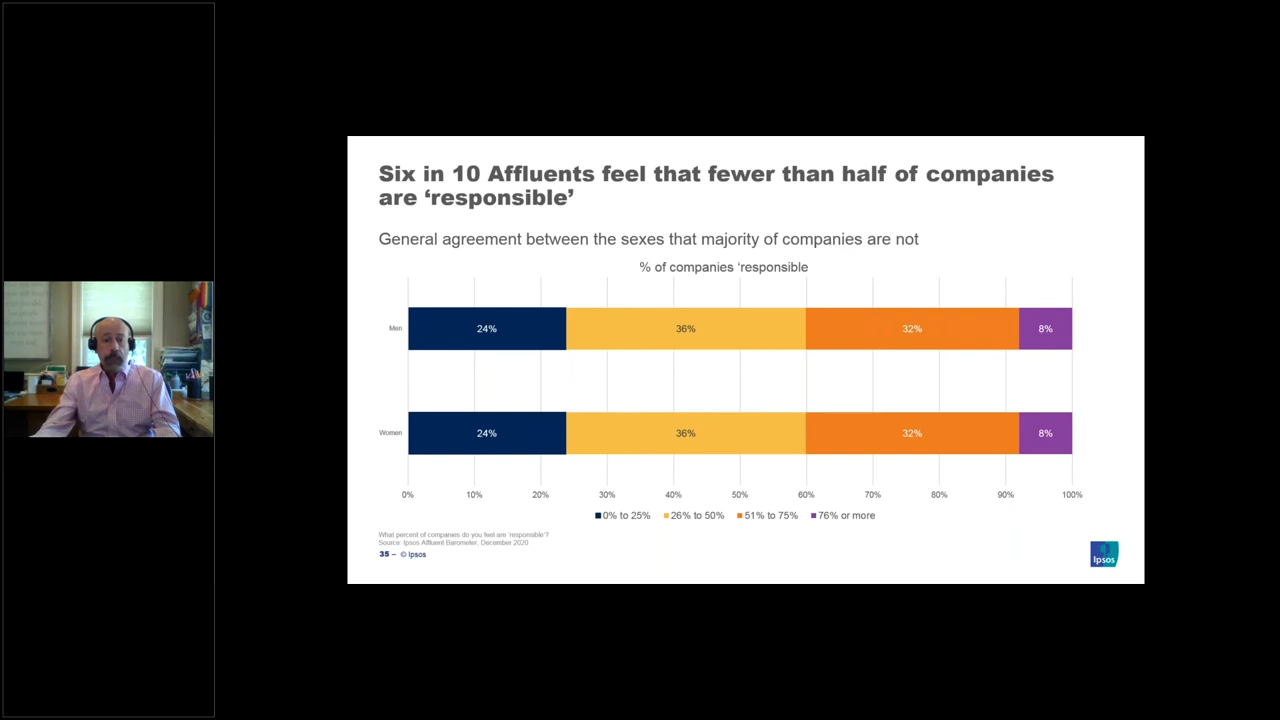 Six in 10 Affluents feel that fewer than half of companies
are ‘responsible’
General agreement between the sexes that majority of companies are not
% of companies ‘responsible
Men
24%
36%
32%
8%
Women
24%
36%
32%
8%
0%
10%
20%
30%
40%
50%
60%
70%
80%
90%
100%
0% to 25%
26% to 50%
51% to 75%
76% or more
What percent of companies do you feel are ‘responsible’?
Source: Ipsos Affluent Barometer, December 2020
35 – © Ipsos
Ipsos